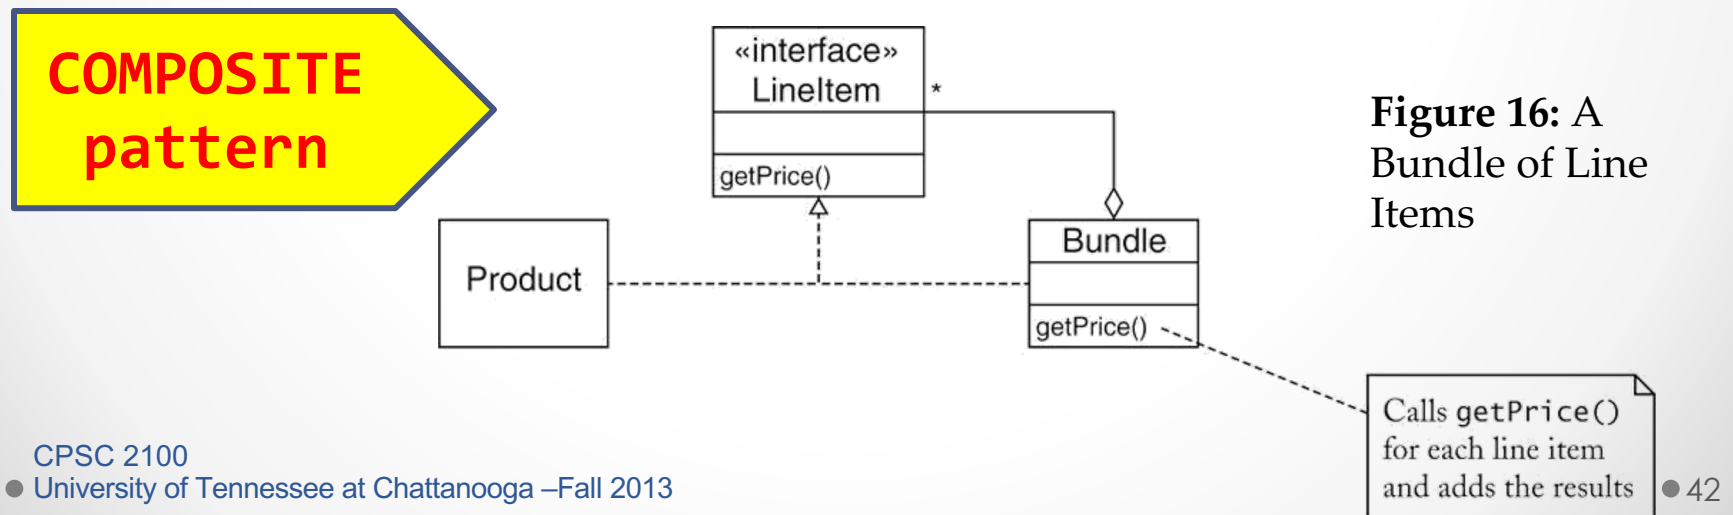 COMPOSITE
pattern
«interface»
LineItem
*
getPrice()
Product
Bundle
getPrice()
Figure 16: A
Bundle of Line
Items
Calls getPrice()
for each line item
and adds the results
CPSC 2100
University of Tennessee at Chattanooga –Fall 2013
42